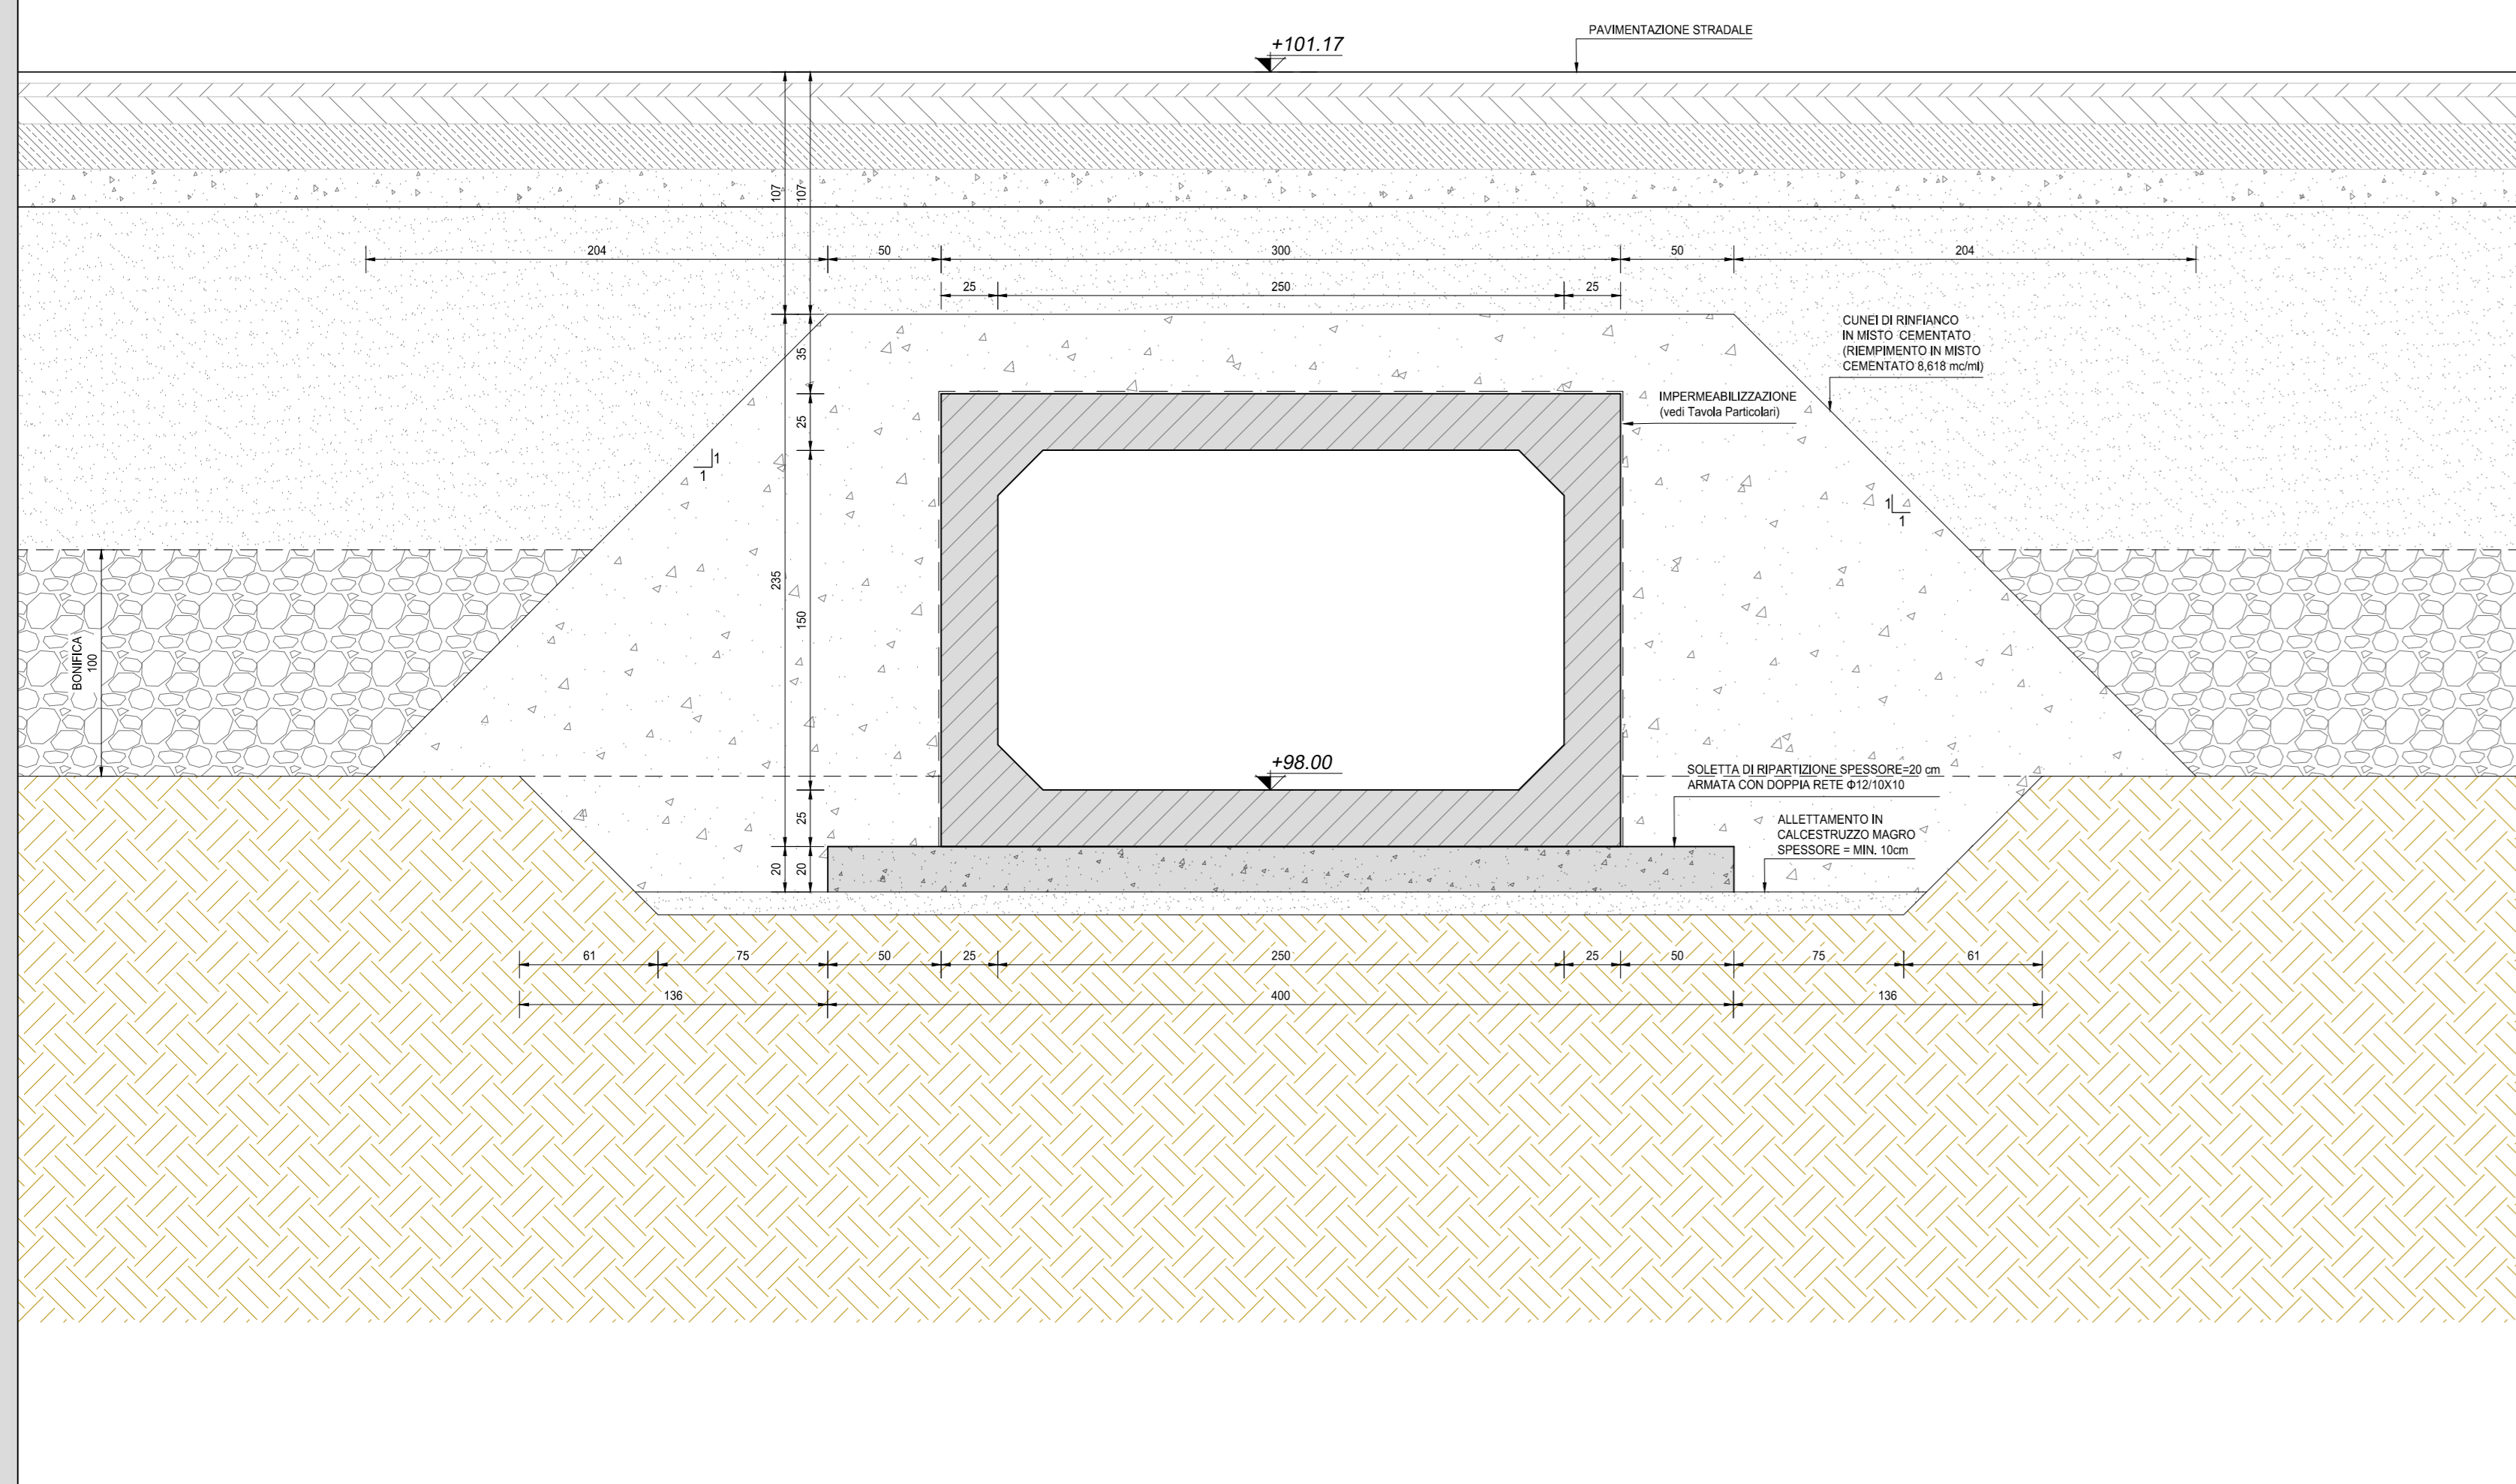 PAVIMENTAZIONE STRADALE
+101.17
107
107
204
50
300
50
204
25
250
25
CUNEI DI RINFIANCO
IN MISTO CEMENTATO
(RIEMPIMENTO IN MISTO
CEMENTATO 8,618 mc/ml)
35
IMPERMEABILIZZAZIONE
(vedi Tavola Particolari)
25
1
1
1
1
235
150
BONIFICA
100
+98.00
SOLETTA DI RIPARTIZIONE SPESSORE=20 cm
ARMATA CON DOPPIA RETE Φ12/10X10
25
ALLETTAMENTO IN
CALCESTRUZZO MAGRO
SPESSORE = MIN. 10cm
20
20
61
75
50
25
250
25
50
75
61
136
400
136